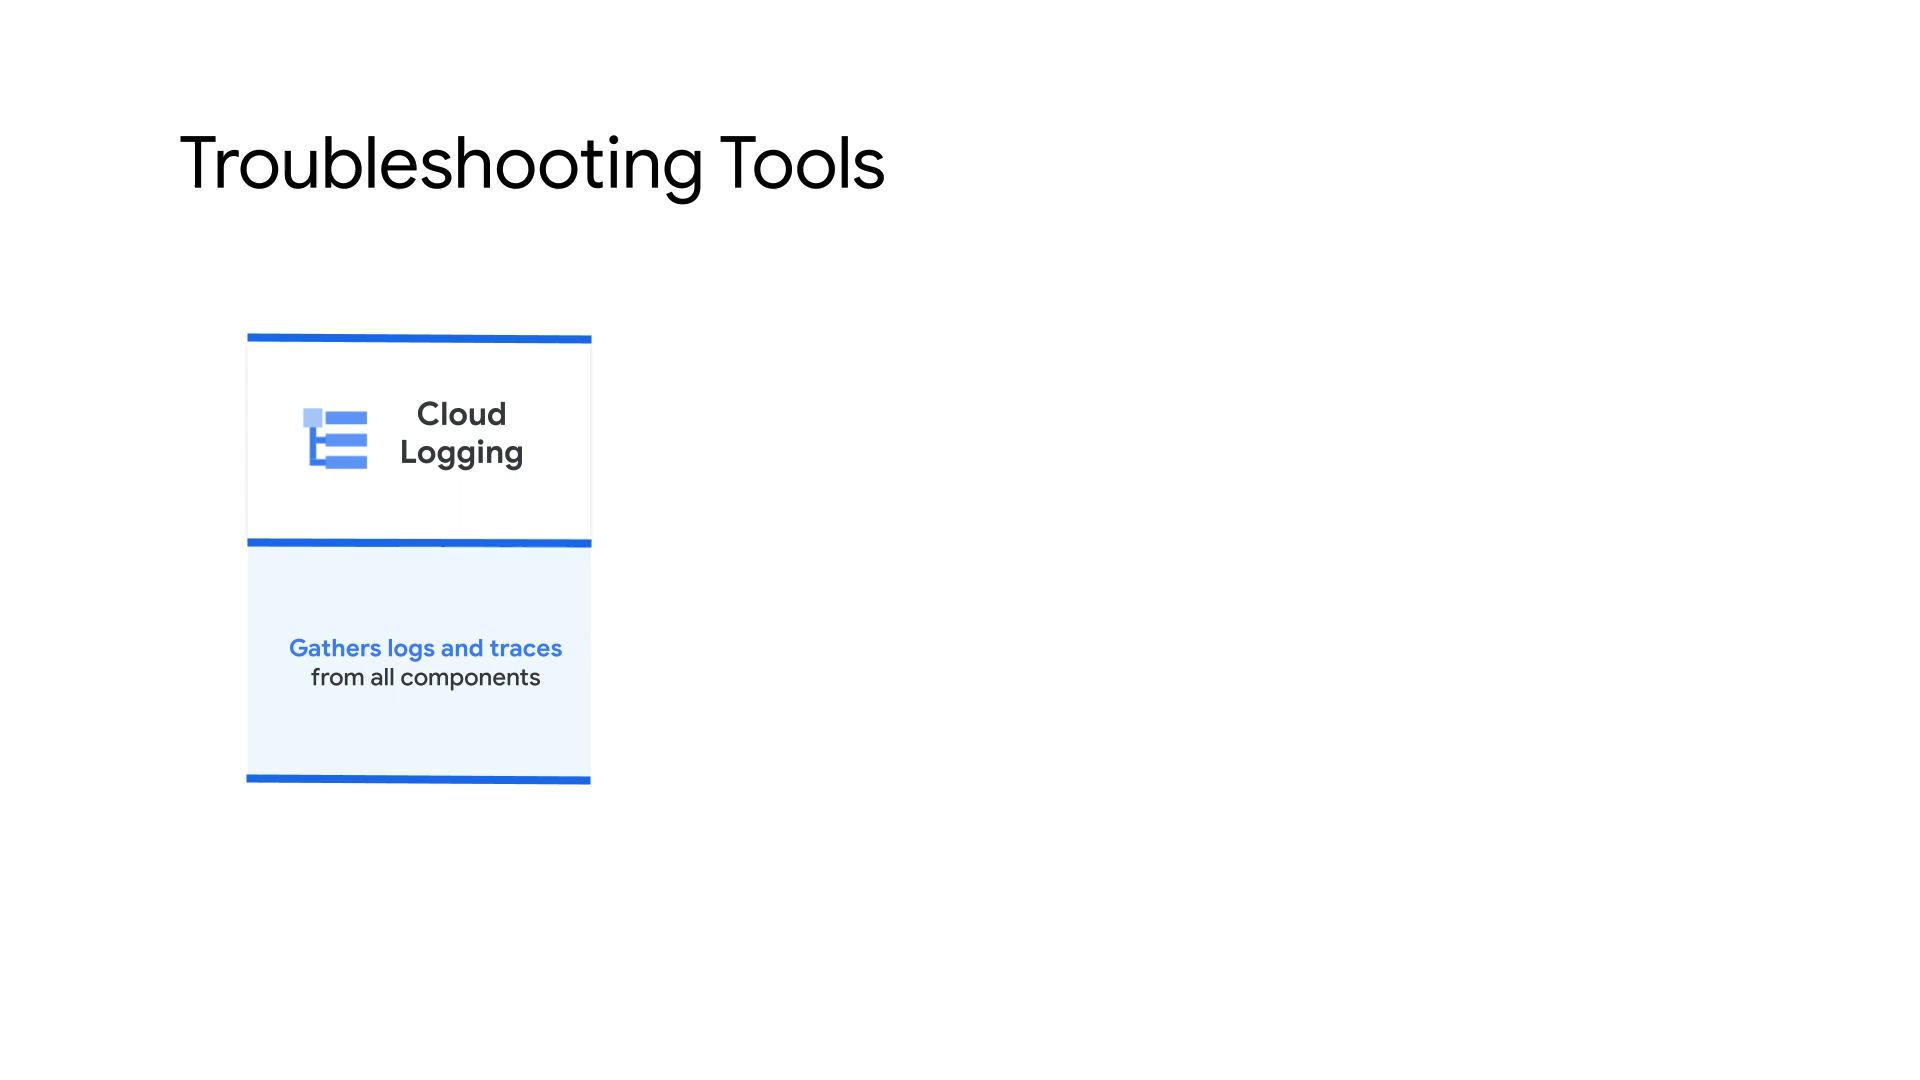 Troubleshooting Tools
Cloud
Logging
Gathers logs and traces
from all components